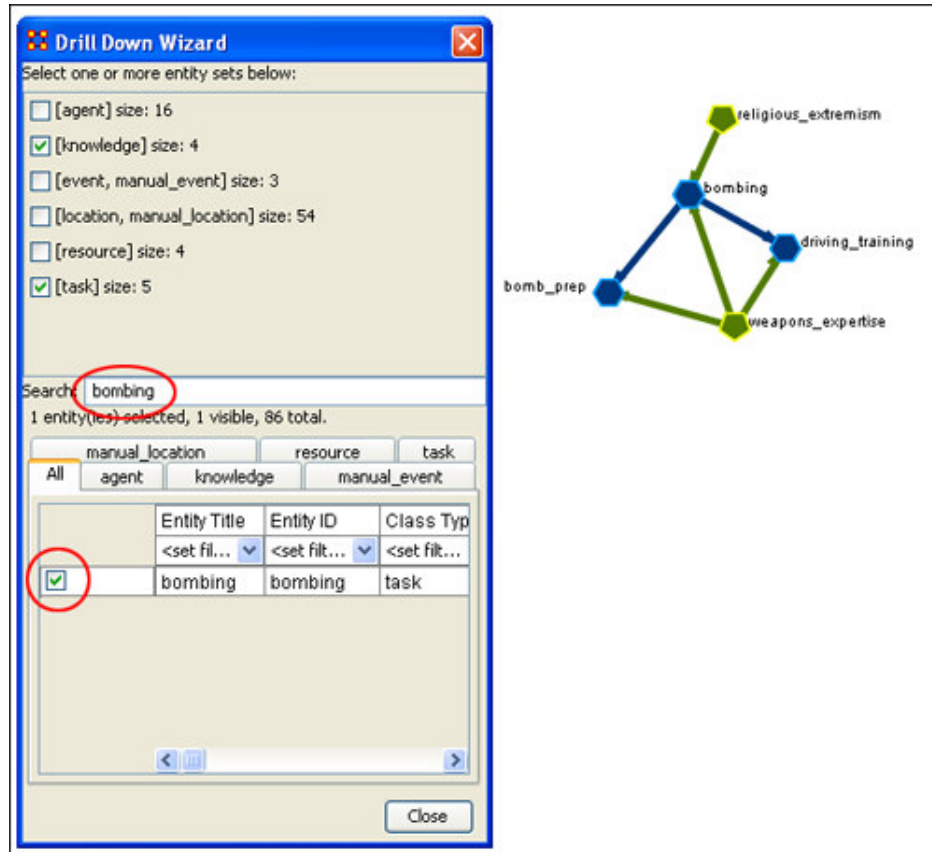 Drill Down Wizard
Select one or more entity sets below:
[agent] size: 16
[knowledge] size: 4
[event, manual_event] size: 3
[location, manual_location] size: 54
[resource] size: 4
[task] size: 5
Search: bombing
1 entity(ies) selected, 1 visible, 86 total.
manual_location resource task
All agent knowledge manual_event
Entity Title Entity ID Class Typ
<set fil... <set filt... <set filt...
bombing bombing task
Close
religious_extremism
bombing
driving_training
bomb_prep
weapons_expertise